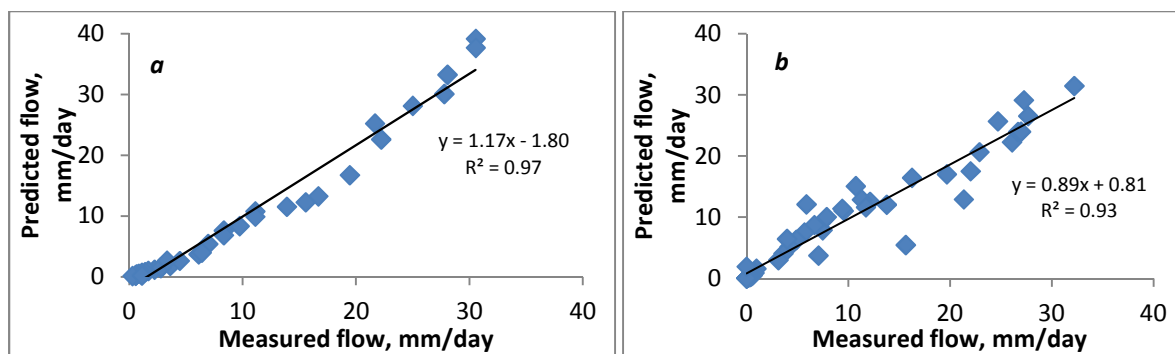 a
Predicted flow,
mm/day
40
30
20
10
0
y = 1.17x - 1.80
R² = 0.97
0
10
20
30
40
Measured flow, mm/day
b
Predicted flow,
mm/day
40
30
20
10
0
y = 0.89x + 0.81
R² = 0.93
0
10
20
30
40
Measured flow, mm/day